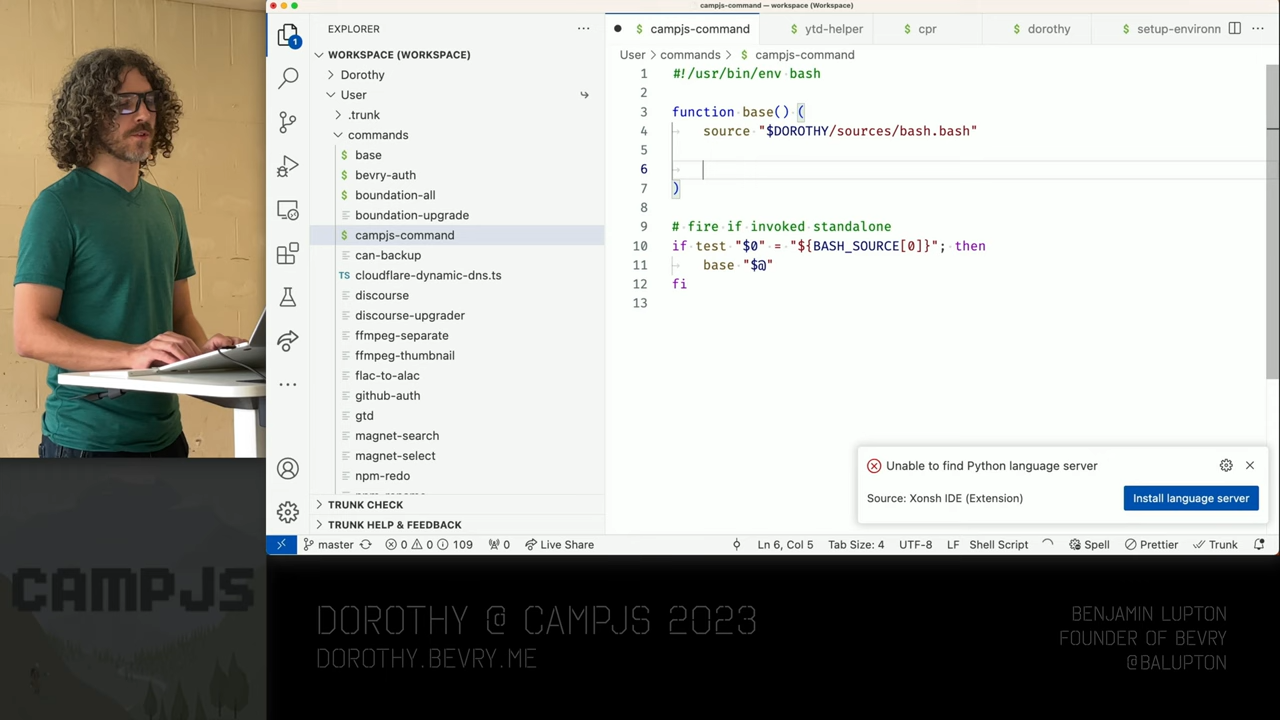 campjs-command — workspace (Workspace)
EXPLORER
campjs-command
ytd-helper
cpr
dorothy
setup-environn
1
WORKSPACE (WORKSPACE)
Dorothy
User
.trunk
commands
base
bevry-auth
boundation-all
boundation-upgrade
campjs-command
can-backup
TS cloudflare-dynamic-dns.ts
discourse
discourse-upgrader
ffmpeg-separate
ffmpeg-thumbnail
flac-to-alac
github-auth
gtd
magnet-search
magnet-select
npm-redo
TRUNK CHECK
TRUNK HELP & FEEDBACK
User > commands > $ campjs-command
1 #!/usr/bin/env bash
2
3 function base() (
4 source "$DOROTHY/sources/bash.bash"
5
6
7 )
8
9 # fire if invoked standalone
10 if test "$0" = "${BASH_SOURCE[0]}"; then
11 base "$@"
12 fi
13
Unable to find Python language server
Source: Xonsh IDE (Extension)
Install language server
master 0 0 109 0 Live Share Ln 6, Col 5 Tab Size: 4 UTF-8 LF Shell Script Spell Prettier Trunk
CAMPJS
DOROTHY @ CAMPJS 2023
DOROTHY.BEVRY.ME
BENJAMIN LUPTON
FOUNDER OF BEVRY
@BALUPTON